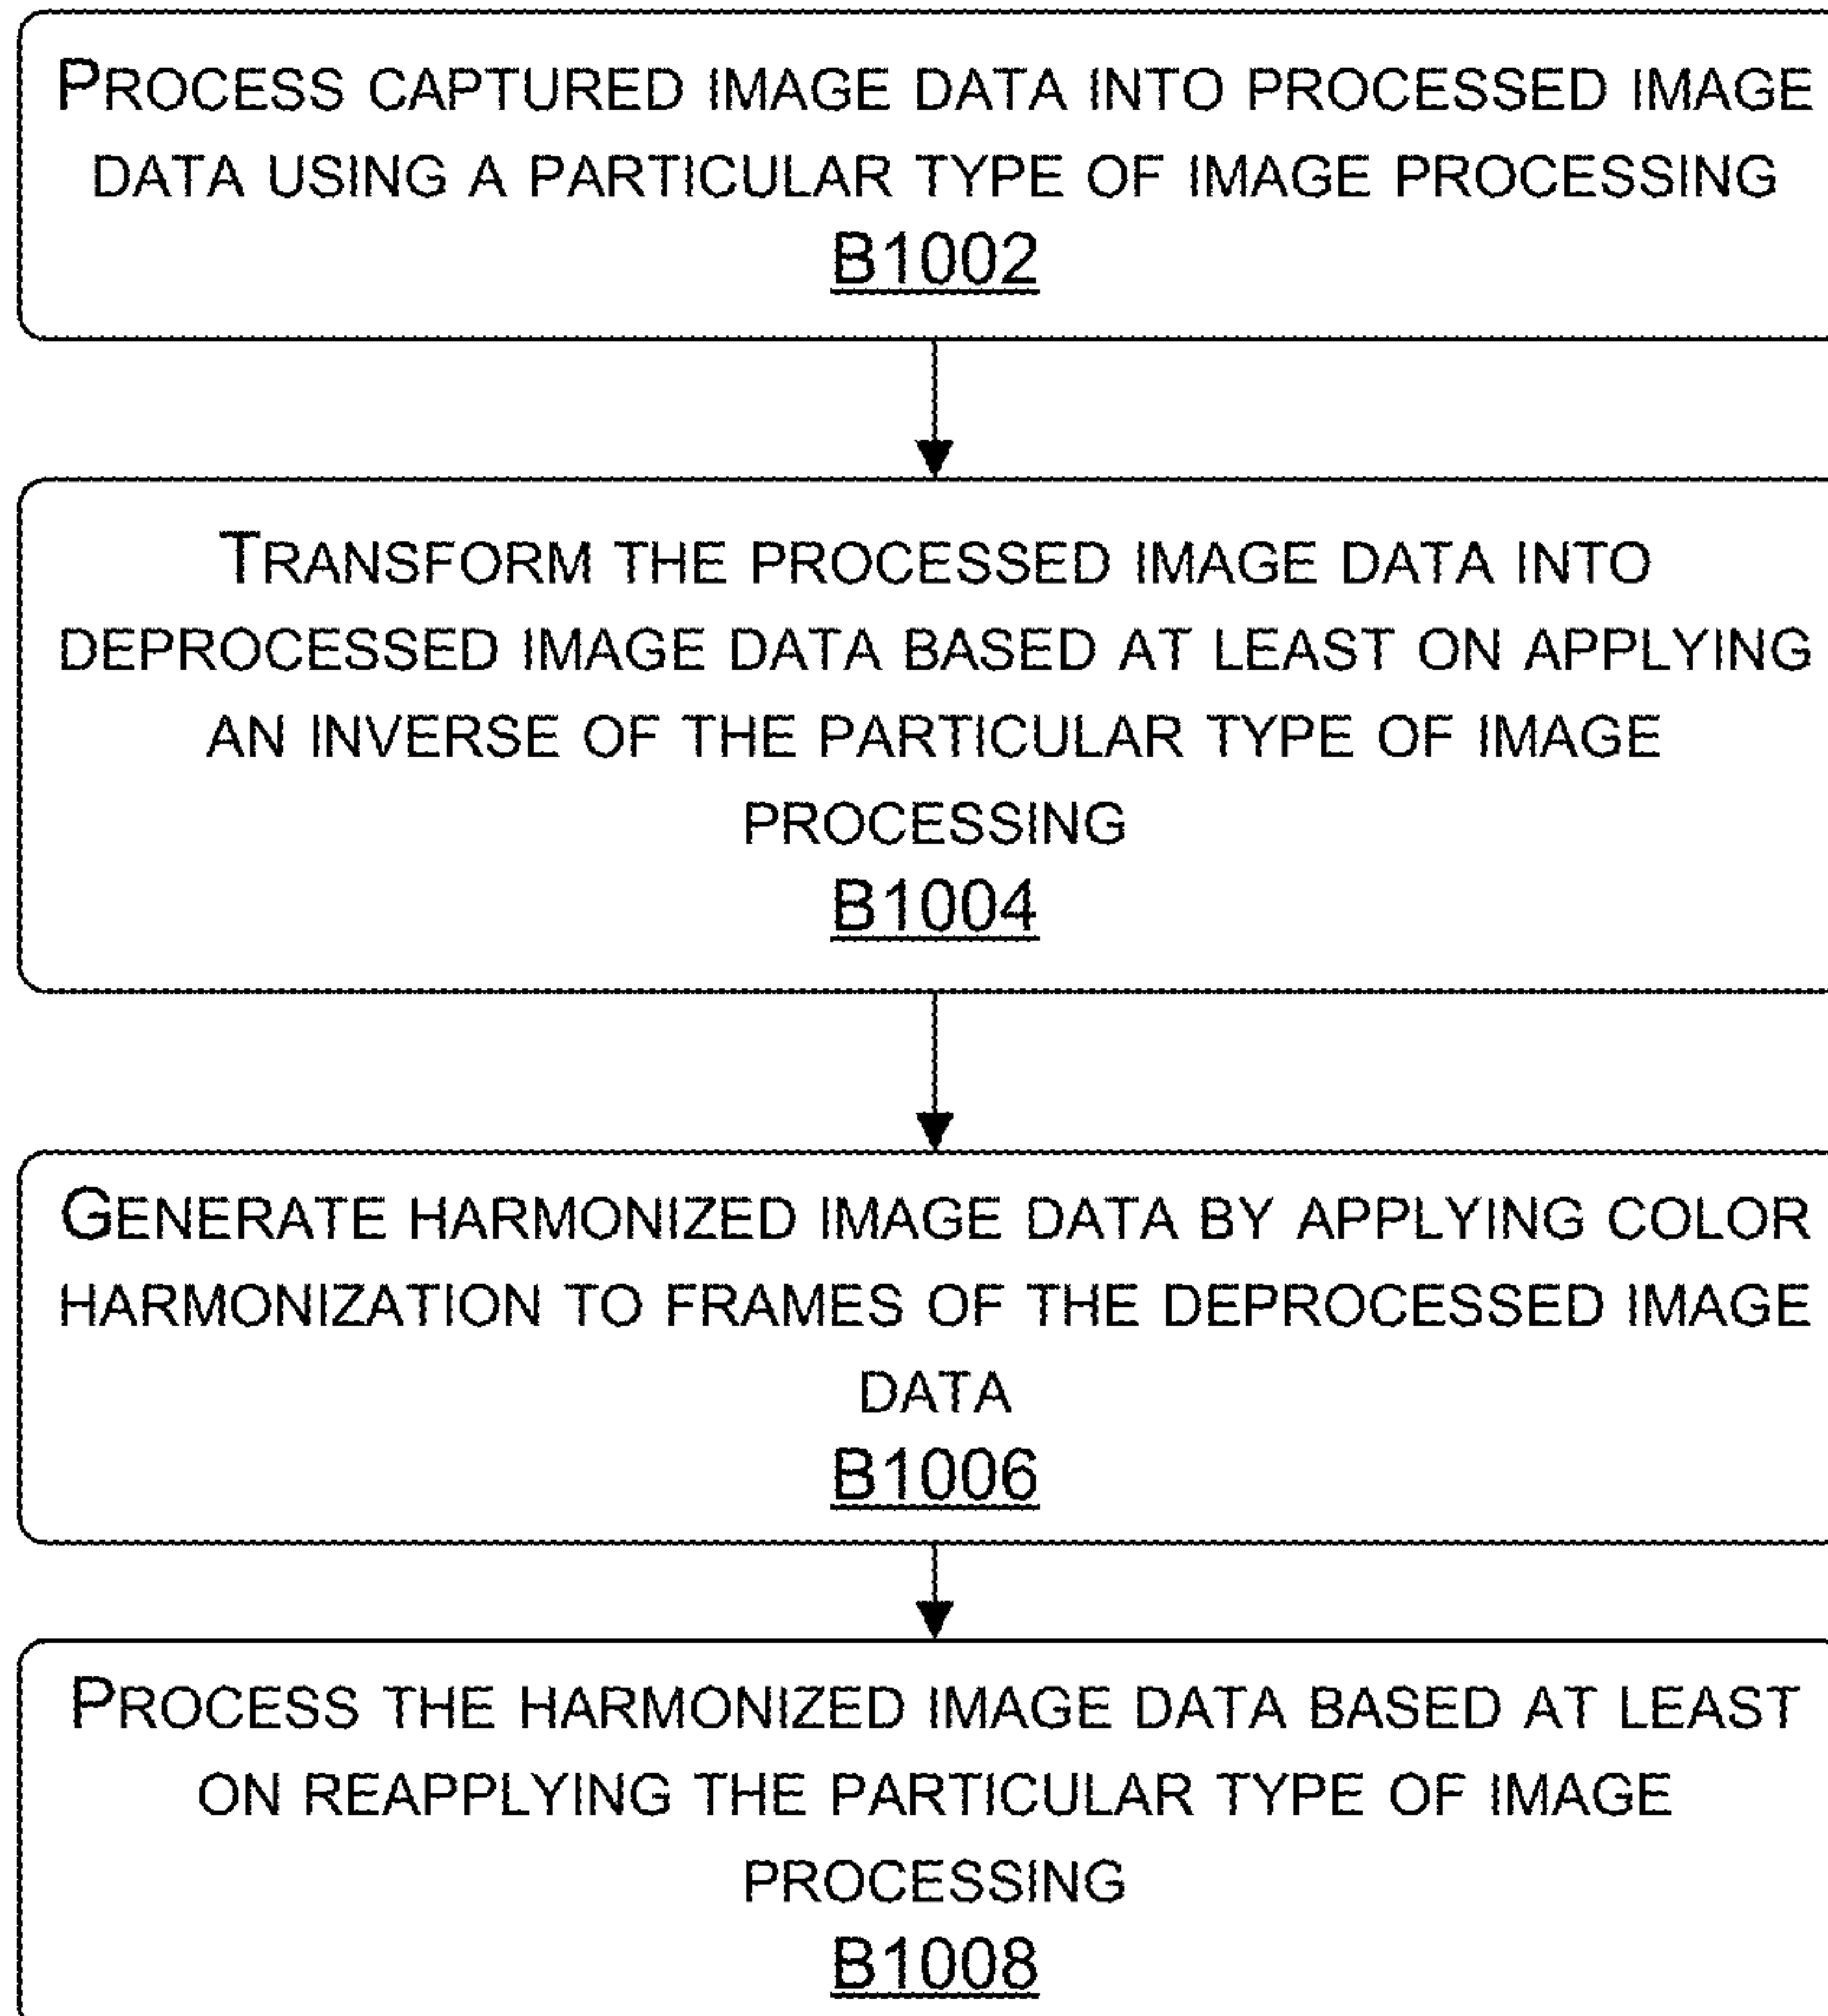 PROCESS CAPTURED IMAGE DATA INTO PROCESSED IMAGE
DATA USING A PARTICULAR TYPE OF IMAGE PROCESSING
B1002
TRANSFORM THE PROCESSED IMAGE DATA INTO
DEPROCESSED IMAGE DATA BASED AT LEAST ON APPLYING
AN INVERSE OF THE PARTICULAR TYPE OF IMAGE
PROCESSING
B1004
GENERATE HARMONIZED IMAGE DATA BY APPLYING COLOR
HARMONIZATION TO FRAMES OF THE DEPROCESSED IMAGE
DATA
B1006
PROCESS THE HARMONIZED IMAGE DATA BASED AT LEAST
ON REAPPLYING THE PARTICULAR TYPE OF IMAGE
PROCESSING
B1008